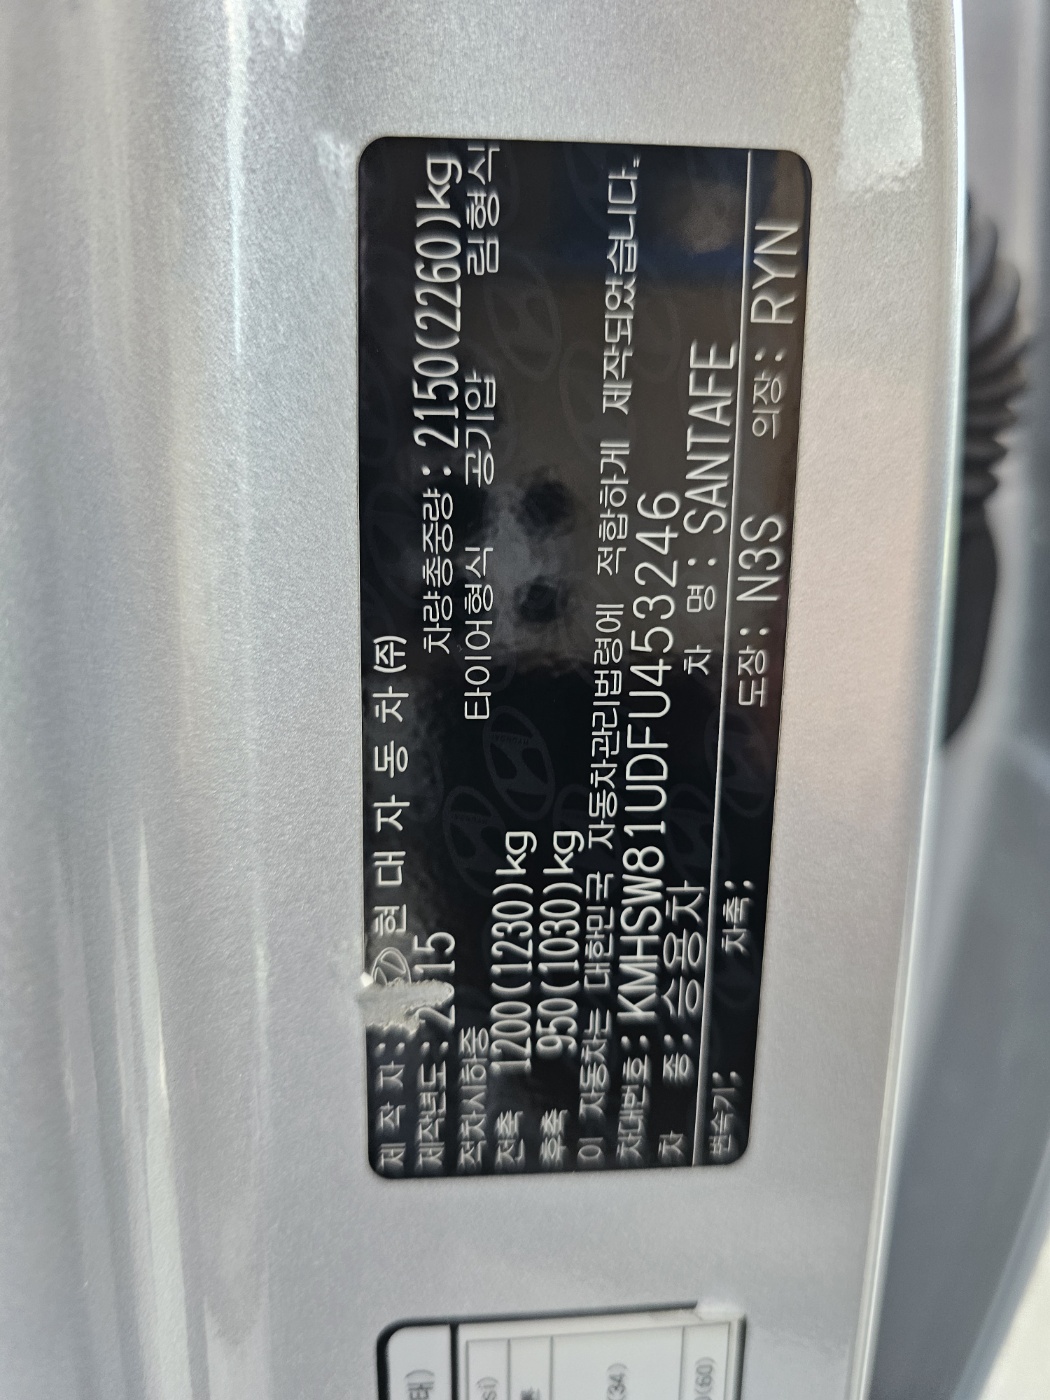 제 작 자: 현 대 자 동 차 (주)
제작년도: 2015 차량총중량: 2150(2260)kg
적차시하중 타이어형식 공기압 림형식
전축 1200(1230)kg
후축 950(1030)kg
이 자동차는 대한민국 자동차관리법령에 적합하게 제작되었습니다.
차대번호: KMHSW81UDFU453246
차 종: 승용차 차 명: SANTAFE
변속기: 차축: 도장: N3S 의장: RYN
(34)
(60)